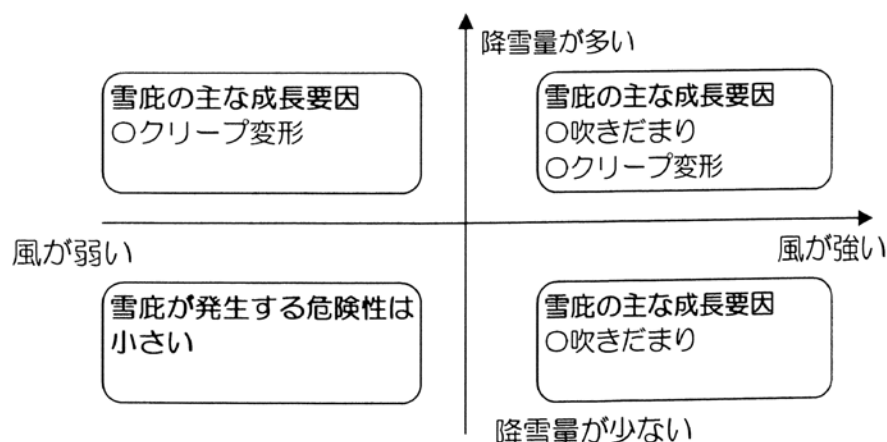 降雪量が多い
雪庇の主な成長要因
○クリープ変形
雪庇の主な成長要因
○吹きだまり
○クリープ変形
風が弱い
風が強い
雪庇が発生する危険性は
小さい
雪庇の主な成長要因
○吹きだまり
降雪量が少ない